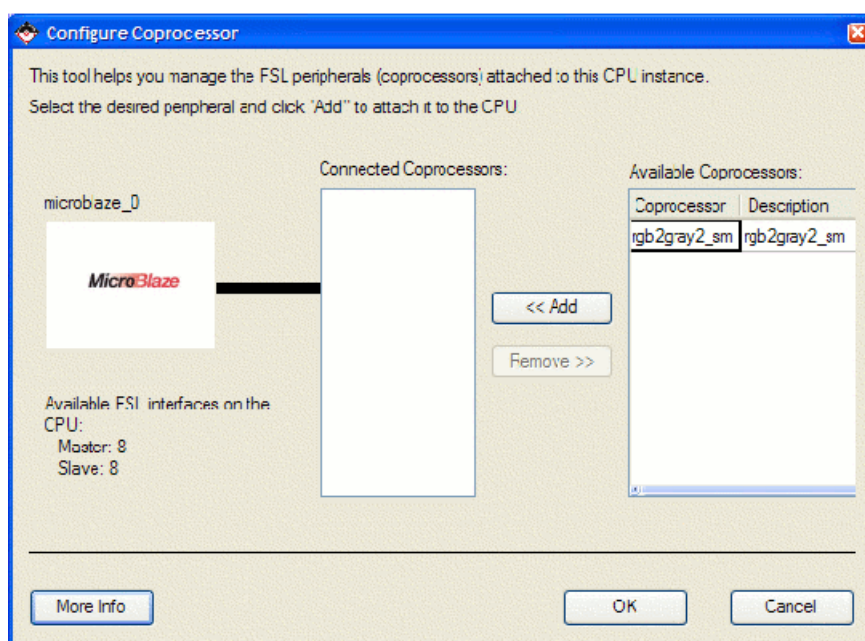 Configure Coprocessor
This tool helps you manage the FSL peripherals (coprocessors) attached to this CPU instance.
Select the desired peripheral and click "Add" to attach it to the CPU
Connected Coprocessors:
Available Coprocessors:
microbaze_0
Coprocessor Description
rgb2gray2_sm rgb2gray2_sm
MicroBlaze
<< Add
Remove >>
Available FSL interfaces on the
CPU:
Master: 8
Slave: 8
More Info
OK
Cancel